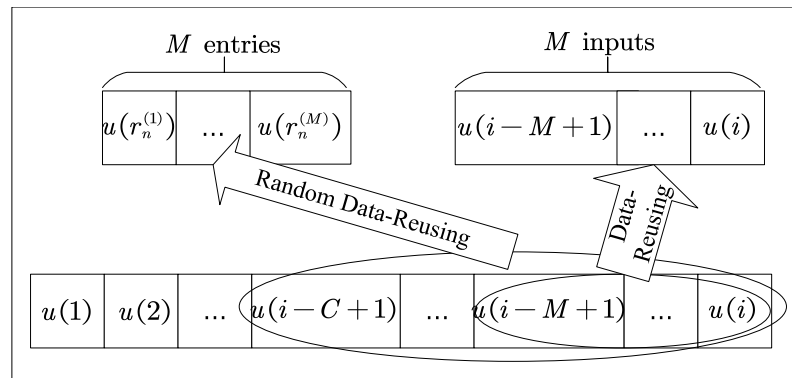 M entries
M inputs
u(r_n^{(1)}) ... u(r_n^{(M)})
u(i − M + 1) ... u(i)
Random Data-Reusing
Data-
Reusing
u(1) u(2) ... u(i − C + 1) ... u(i − M + 1) ... u(i)